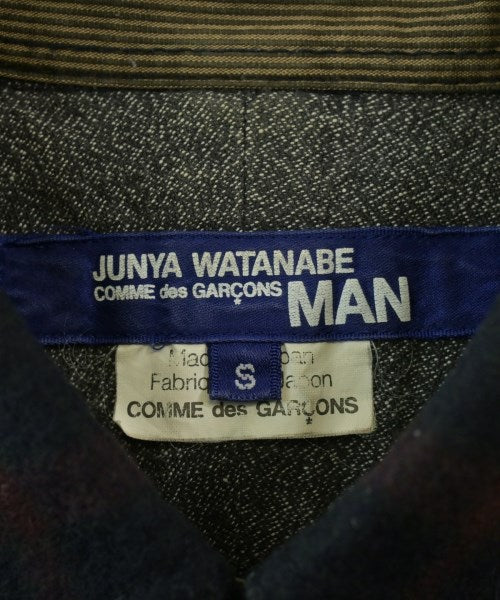 JUNYA WATANABE
COMME des GARÇONS MAN
S
COMME des GARÇONS